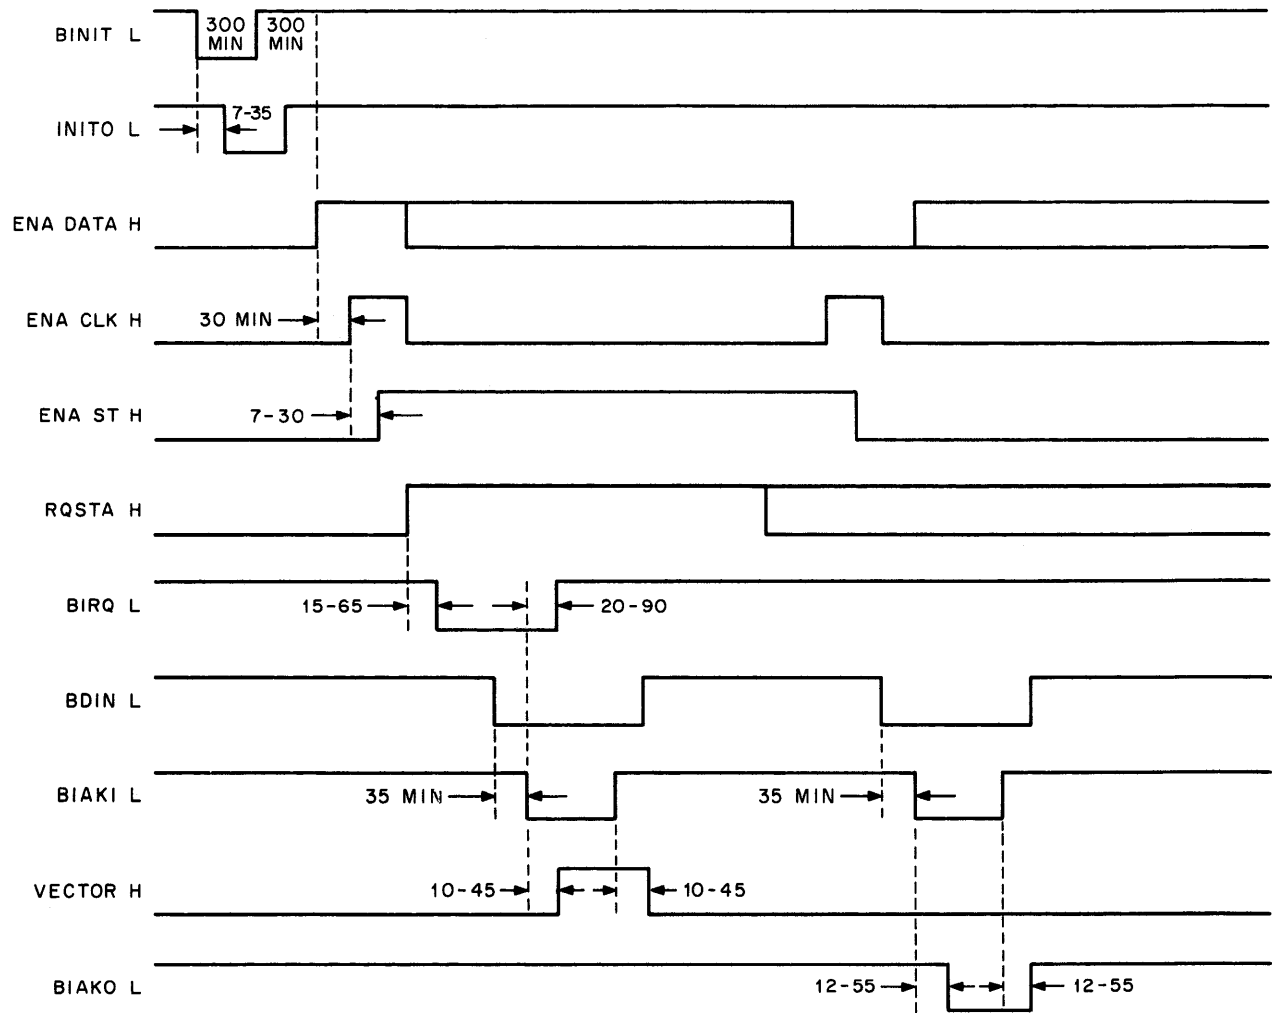 BINIT L
300 MIN
300 MIN
INITO L
7-35
ENA DATA H
ENA CLK H
30 MIN
ENA ST H
7-30
RQSTA H
BIRQ L
15-65
20-90
BDIN L
BIAKI L
35 MIN
35 MIN
VECTOR H
10-45
10-45
BIAKO L
12-55
12-55